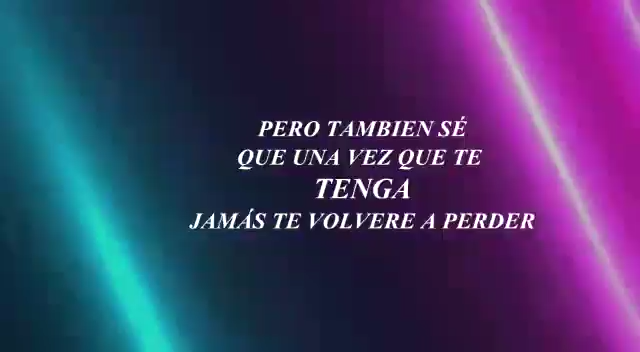 PERO TAMBIEN SÉ
QUE UNA VEZ QUE TE
TENGA
JAMÁS TE VOLVERE A PERDER